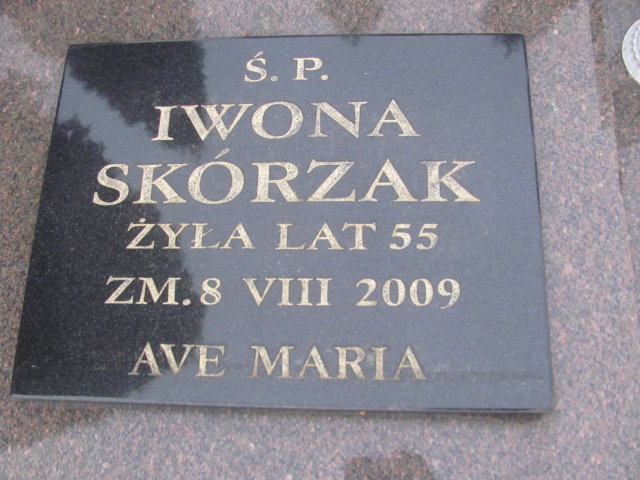 Ś. P.
IWONA
SKÓRZAK
ŻYŁA LAT 55
ZM. 8 VIII 2009
AVE MARIA